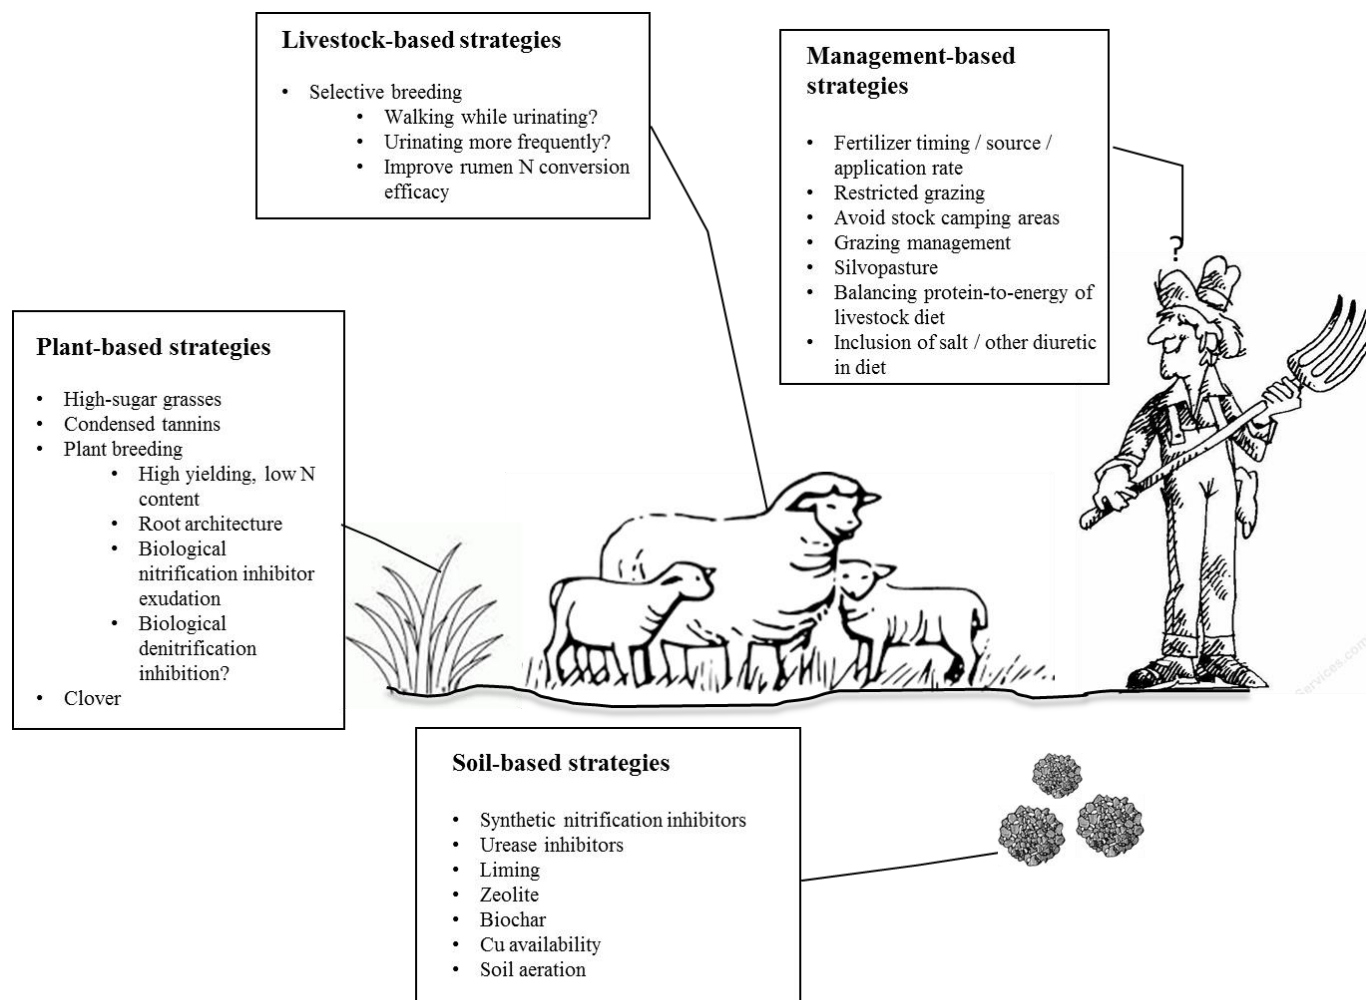 Livestock-based strategies
• Selective breeding
• Walking while urinating?
• Urinating more frequently?
• Improve rumen N conversion
efficacy
Management-based
strategies
• Fertilizer timing / source /
application rate
• Restricted grazing
• Avoid stock camping areas
• Grazing management
• Silvopasture
• Balancing protein-to-energy of
livestock diet
• Inclusion of salt / other diuretic
in diet
?
Plant-based strategies
• High-sugar grasses
• Condensed tannins
• Plant breeding
• High yielding, low N
content
• Root architecture
• Biological
nitrification inhibitor
exudation
• Biological
denitrification
inhibition?
• Clover
Services.com
Soil-based strategies
• Synthetic nitrification inhibitors
• Urease inhibitors
• Liming
• Zeolite
• Biochar
• Cu availability
• Soil aeration